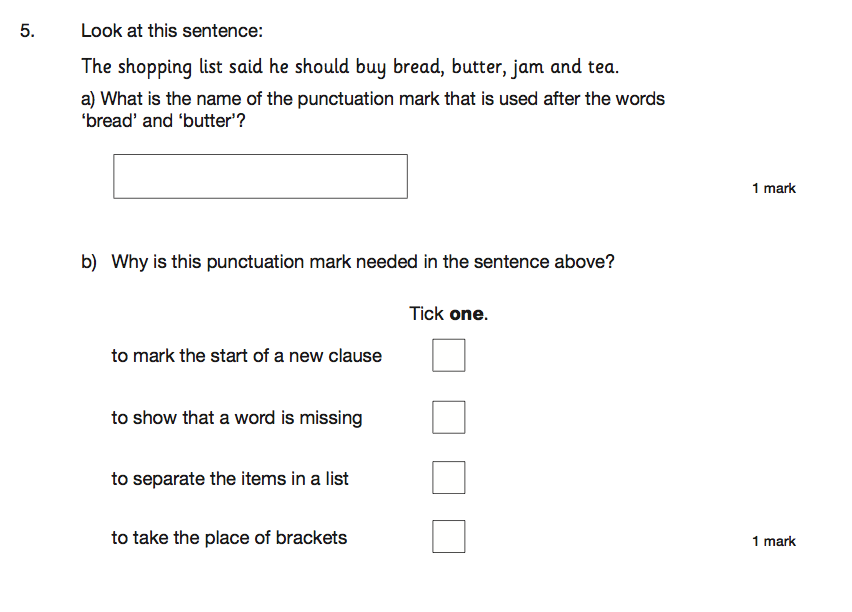 5. Look at this sentence:
The shopping list said he should buy bread, butter, jam and tea.
a) What is the name of the punctuation mark that is used after the words
‘bread’ and ‘butter’?
1 mark
b) Why is this punctuation mark needed in the sentence above?
Tick one.
to mark the start of a new clause
to show that a word is missing
to separate the items in a list
to take the place of brackets
1 mark